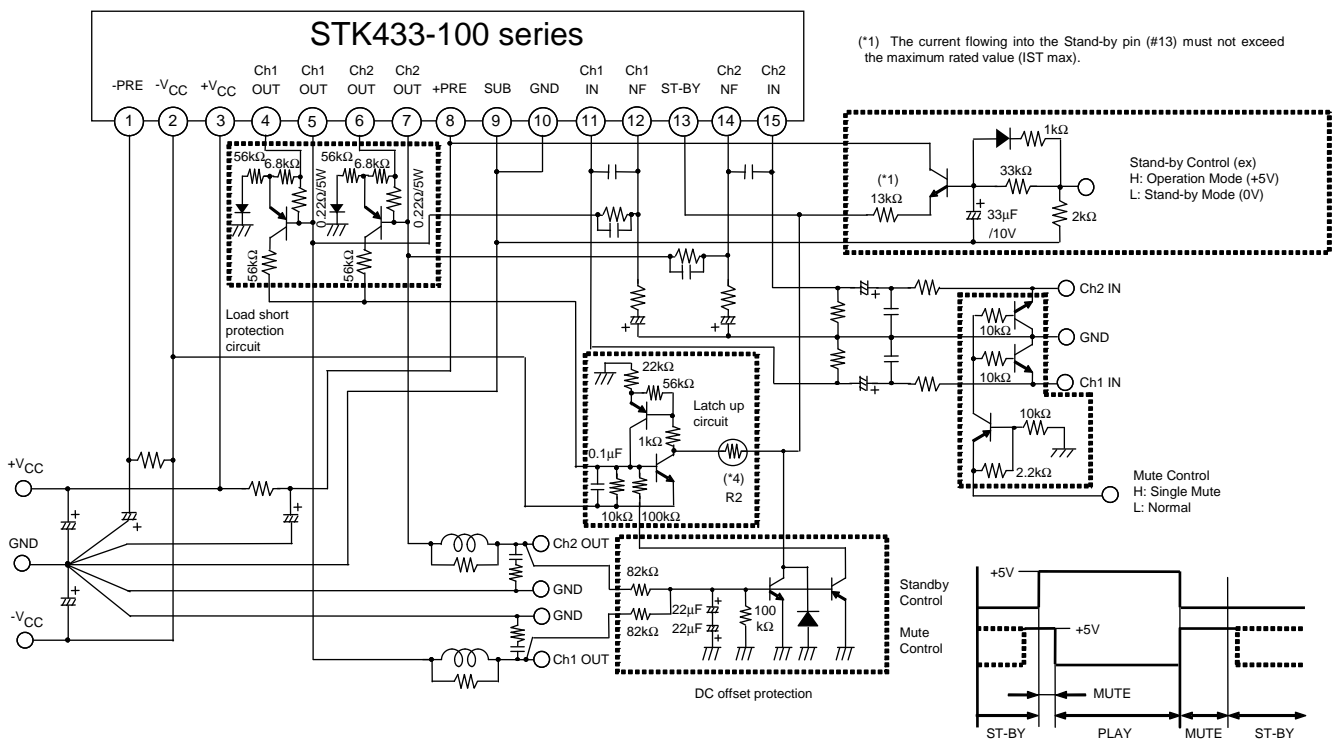 STK433-100 series
-PRE
-VCC
+VCC
Ch1 OUT
Ch1 OUT
Ch2 OUT
Ch2 OUT
+PRE
SUB
GND
Ch1 IN
Ch1 NF
ST-BY
Ch2 NF
Ch2 IN
1 2 3 4 5 6 7 8 9 10 11 12 13 14 15
(*1) The current flowing into the Stand-by pin (#13) must not exceed
the maximum rated value (IST max).
56kΩ
6.8kΩ
0.22Ω/5W
56kΩ
56kΩ
6.8kΩ
0.22Ω/5W
56kΩ
Load short
protection
circuit
(*1)
13kΩ
1kΩ
33kΩ
33µF
/10V
2kΩ
Stand-by Control (ex)
H: Operation Mode (+5V)
L: Stand-by Mode (0V)
Ch2 IN
10kΩ
GND
10kΩ
Ch1 IN
10kΩ
2.2kΩ
Mute Control
H: Single Mute
L: Normal
22kΩ
56kΩ
Latch up
circuit
1kΩ
0.1µF
(*4)
R2
10kΩ
100kΩ
+VCC
GND
-VCC
Ch2 OUT
GND
GND
Ch1 OUT
82kΩ
82kΩ
22µF
22µF
100
kΩ
DC offset protection
Standby
Control
Mute
Control
+5V
+5V
MUTE
ST-BY
PLAY
MUTE
ST-BY